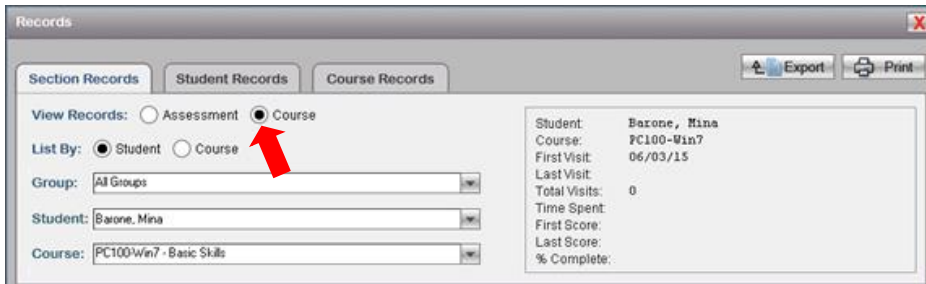 Records
X
Export Print
Section Records Student Records Course Records
View Records: Assessment Course
List By: Student Course
Group: All Groups
Student: Barone, Mina
Course: PC100-Win7 - Basic Skills
Student: Barone, Mina
Course: PC100-Win7
First Visit: 06/03/15
Last Visit:
Total Visits: 0
Time Spent:
First Score:
Last Score:
% Complete: